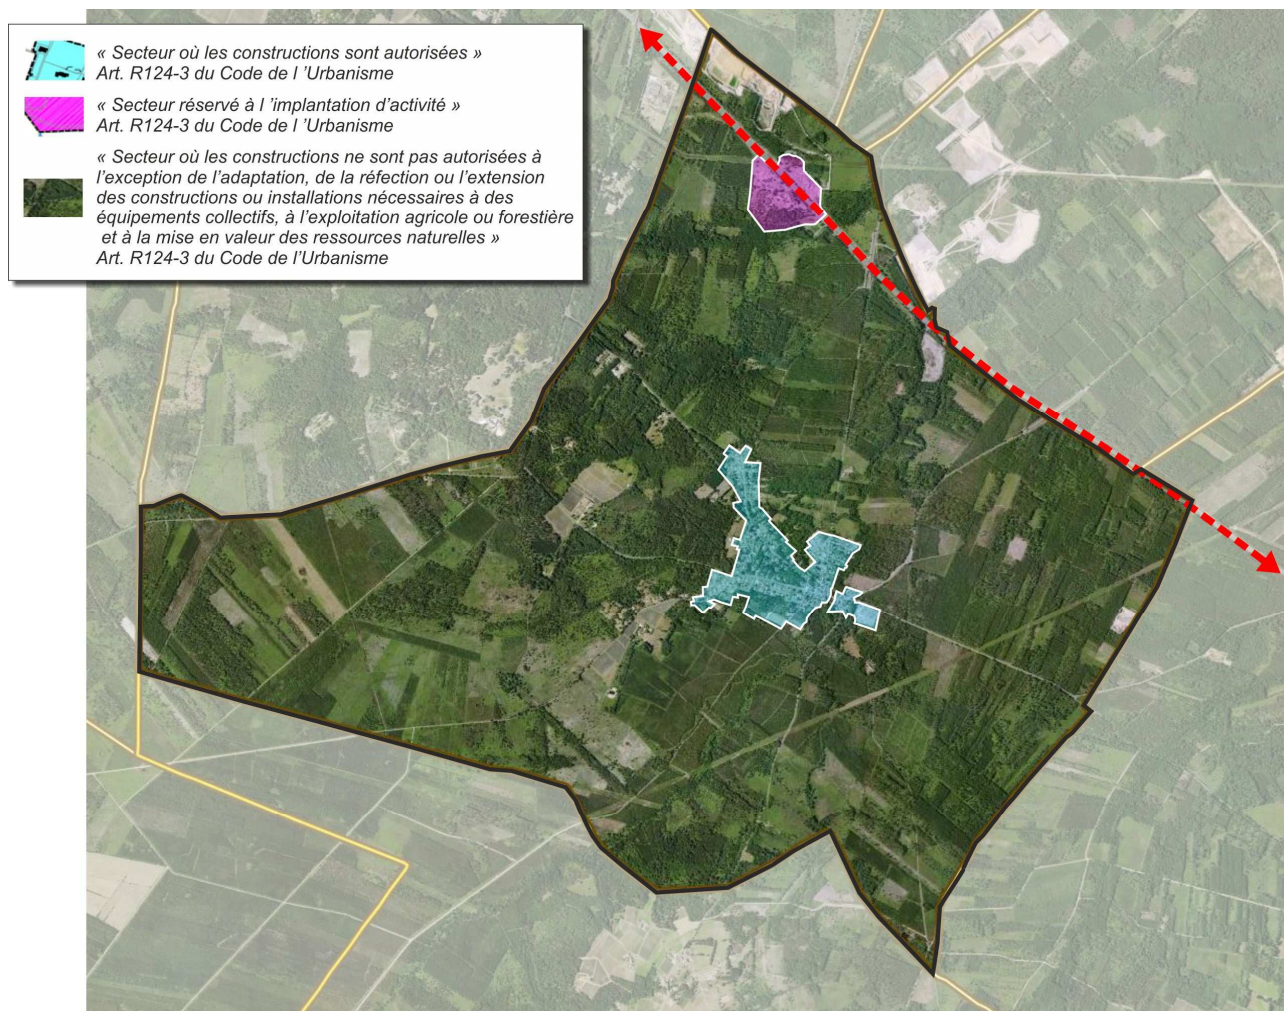 « Secteur où les constructions sont autorisées »
Art. R124-3 du Code de l ’Urbanisme
« Secteur réservé à l ’implantation d’activité »
Art. R124-3 du Code de l ’Urbanisme
« Secteur où les constructions ne sont pas autorisées à
l’exception de l’adaptation, de la réfection ou l’extension
des constructions ou installations nécessaires à des
équipements collectifs, à l’exploitation agricole ou forestière
et à la mise en valeur des ressources naturelles »
Art. R124-3 du Code de l’Urbanisme